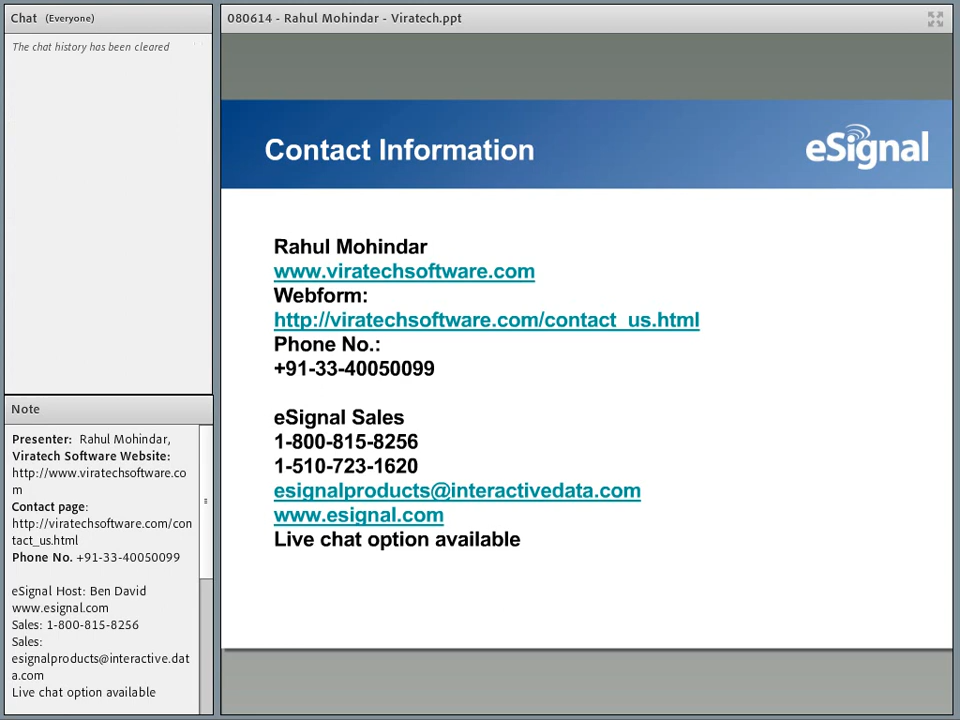 Chat (Everyone)
The chat history has been cleared
Note
Presenter: Rahul Mohindar,
Viratech Software Website:
http://www.viratechsoftware.co
m
Contact page:
http://viratechsoftware.com/con
tact_us.html
Phone No. +91-33-40050099
eSignal Host: Ben David
www.esignal.com
Sales: 1-800-815-8256
Sales:
esignalproducts@interactive.dat
a.com
Live chat option available
080614 - Rahul Mohindar - Viratech.ppt
Contact Information
eSignal
Rahul Mohindar
www.viratechsoftware.com
Webform:
http://viratechsoftware.com/contact_us.html
Phone No.:
+91-33-40050099
eSignal Sales
1-800-815-8256
1-510-723-1620
esignalproducts@interactivedata.com
www.esignal.com
Live chat option available